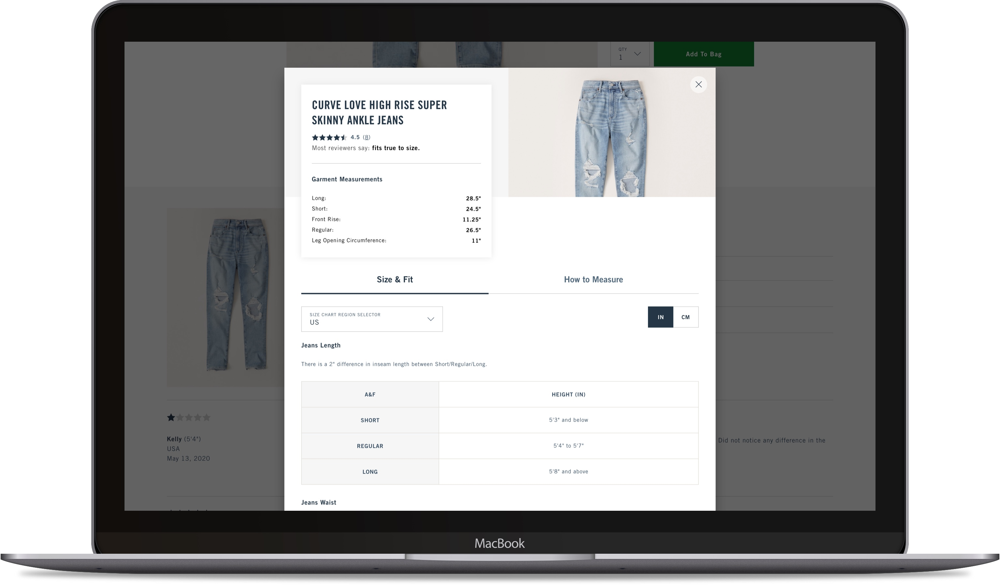 QTY
1
Add To Bag
CURVE LOVE HIGH RISE SUPER
SKINNY ANKLE JEANS
4.5 (8)
Most reviewers say: fits true to size.
Garment Measurements
Long: 28.5"
Short: 24.5"
Front Rise: 11.25"
Regular: 26.5"
Leg Opening Circumference: 11"
Size & Fit How to Measure
SIZE CHART REGION SELECTOR
US
IN CM
Jeans Length
There is a 2" difference in inseam length between Short/Regular/Long.
A&F HEIGHT (IN)
SHORT 5'3" and below
REGULAR 5'4" to 5'7"
LONG 5'8" and above
Jeans Waist
Kelly (5'4")
USA
May 13, 2020
Did not notice any difference in the
MacBook